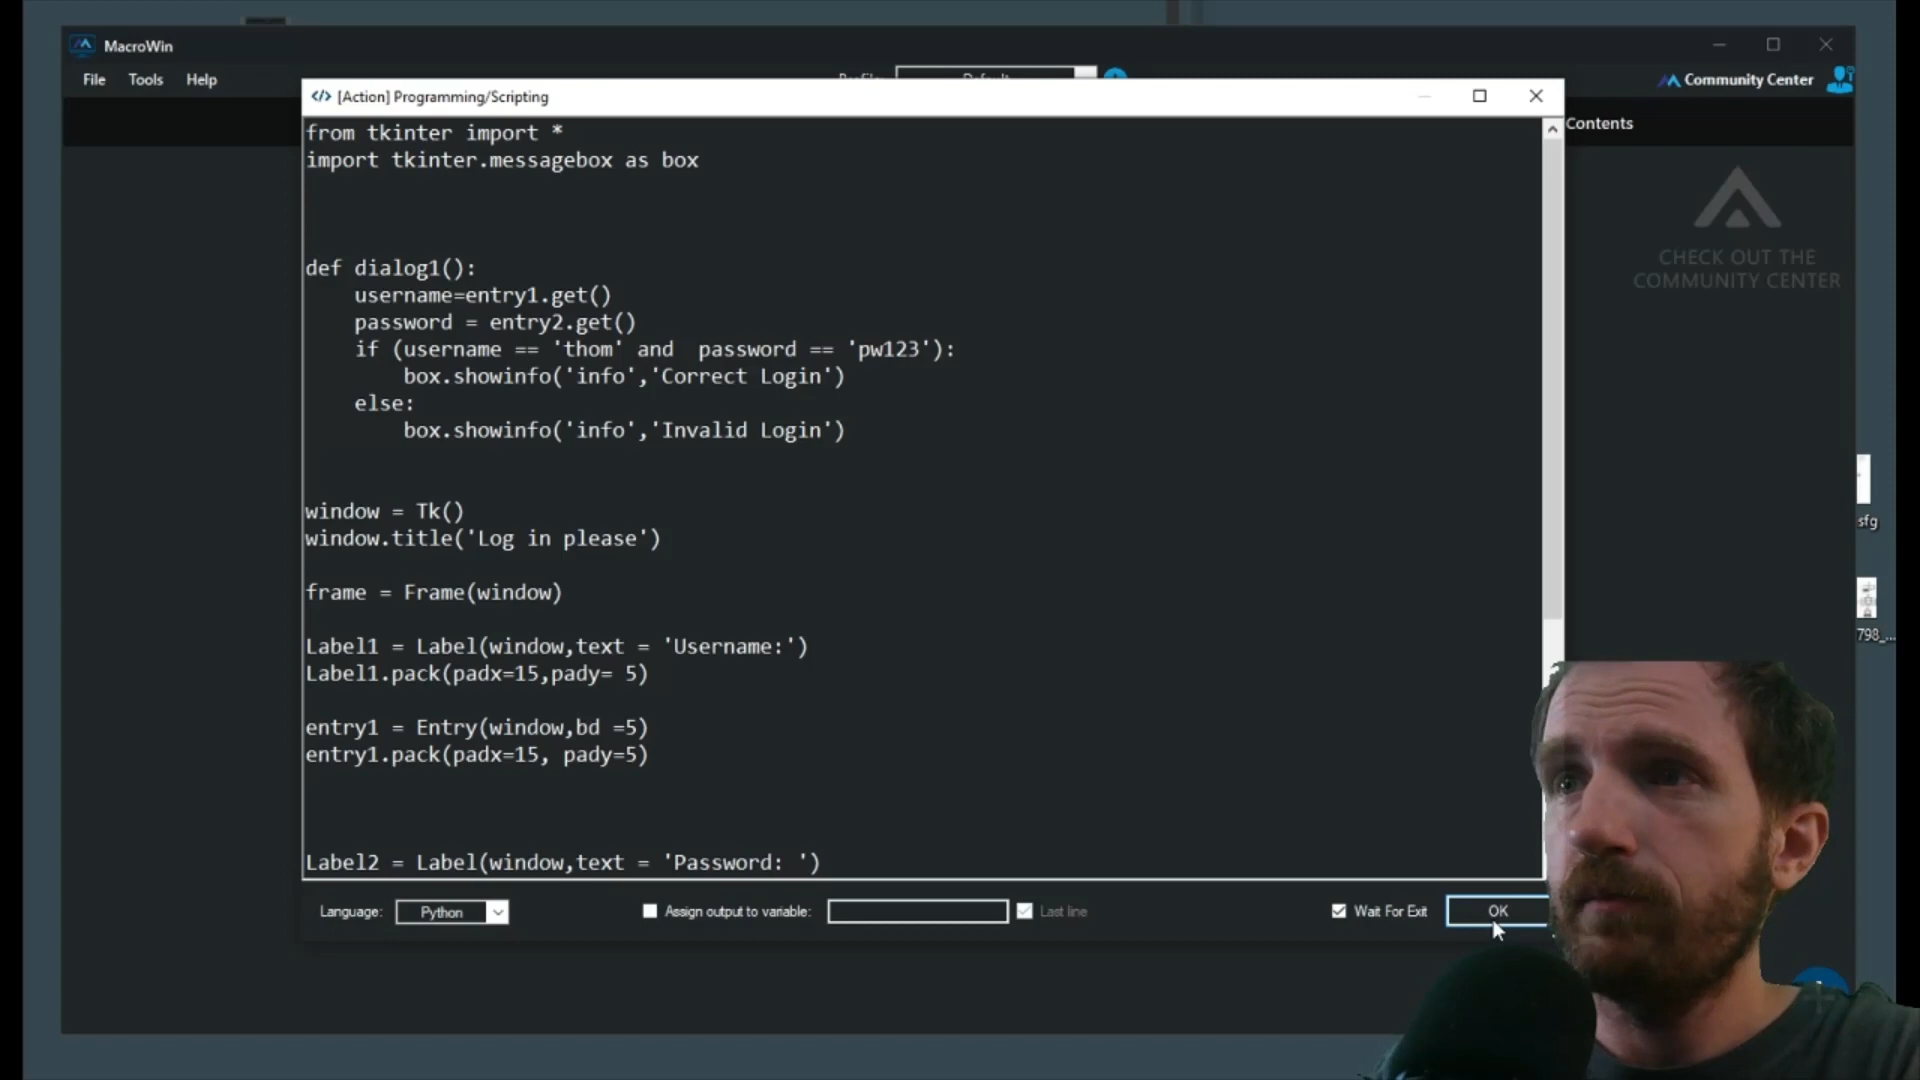 MacroWin
File Tools Help
Default
Community Center
</> [Action] Programming/Scripting
Contents
from tkinter import *
import tkinter.messagebox as box
CHECK OUT THE
COMMUNITY CENTER
def dialog1():
    username=entry1.get()
    password = entry2.get()
    if (username == 'thom' and  password == 'pw123'):
        box.showinfo('info','Correct Login')
    else:
        box.showinfo('info','Invalid Login')
window = Tk()
window.title('Log in please')
frame = Frame(window)
Label1 = Label(window,text = 'Username:')
Label1.pack(padx=15,pady= 5)
entry1 = Entry(window,bd =5)
entry1.pack(padx=15, pady=5)
Label2 = Label(window,text = 'Password: ')
sfg
798_...
Language: Python Assign output to variable: Last line Wait For Exit OK